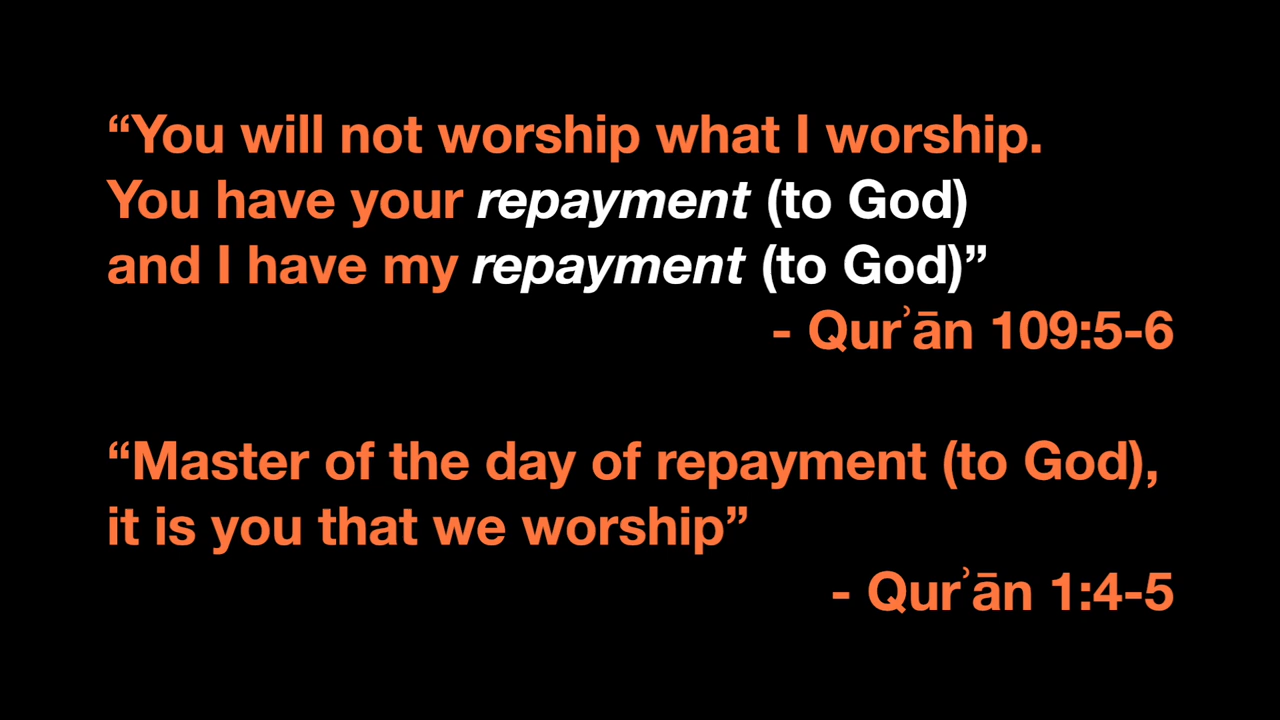 “You will not worship what I worship.
You have your repayment (to God)
and I have my repayment (to God)”
- Qurʾān 109:5-6
“Master of the day of repayment (to God),
it is you that we worship”
- Qurʾān 1:4-5